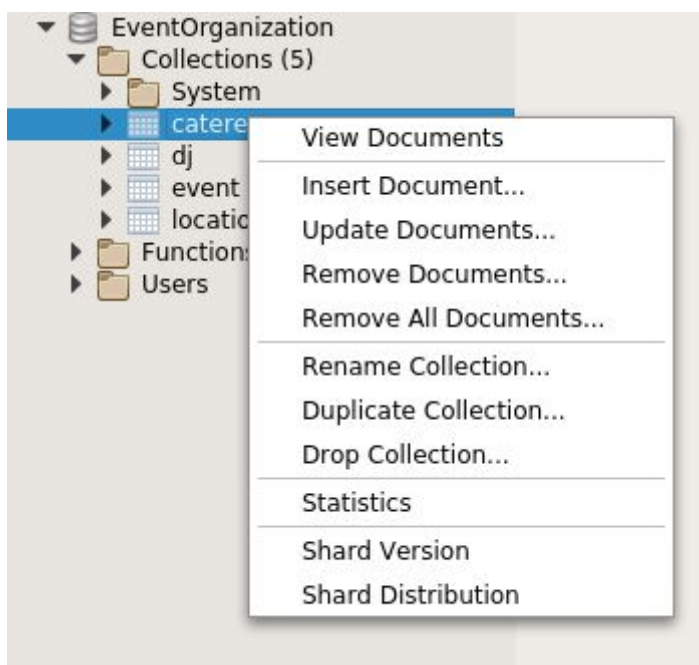 EventOrganization
Collections (5)
System
catere
dj
event
locatio
Function
Users
View Documents
Insert Document...
Update Documents...
Remove Documents...
Remove All Documents...
Rename Collection...
Duplicate Collection...
Drop Collection...
Statistics
Shard Version
Shard Distribution